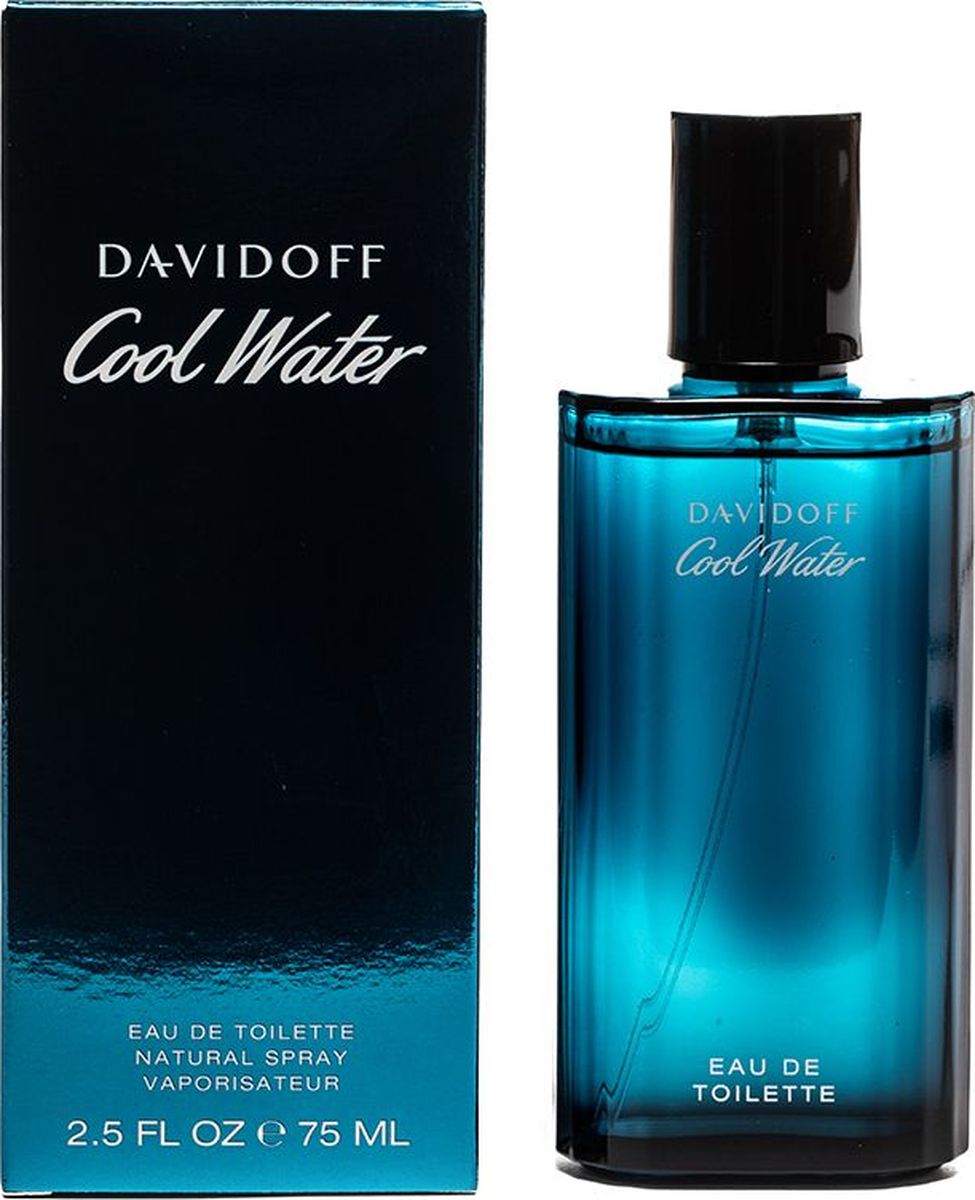 DAVIDOFF
Cool Water
EAU DE TOILETTE
NATURAL SPRAY
VAPORISATEUR
2.5 FL OZ ℮ 75 ML
DAVIDOFF
Cool Water
EAU DE
TOILETTE